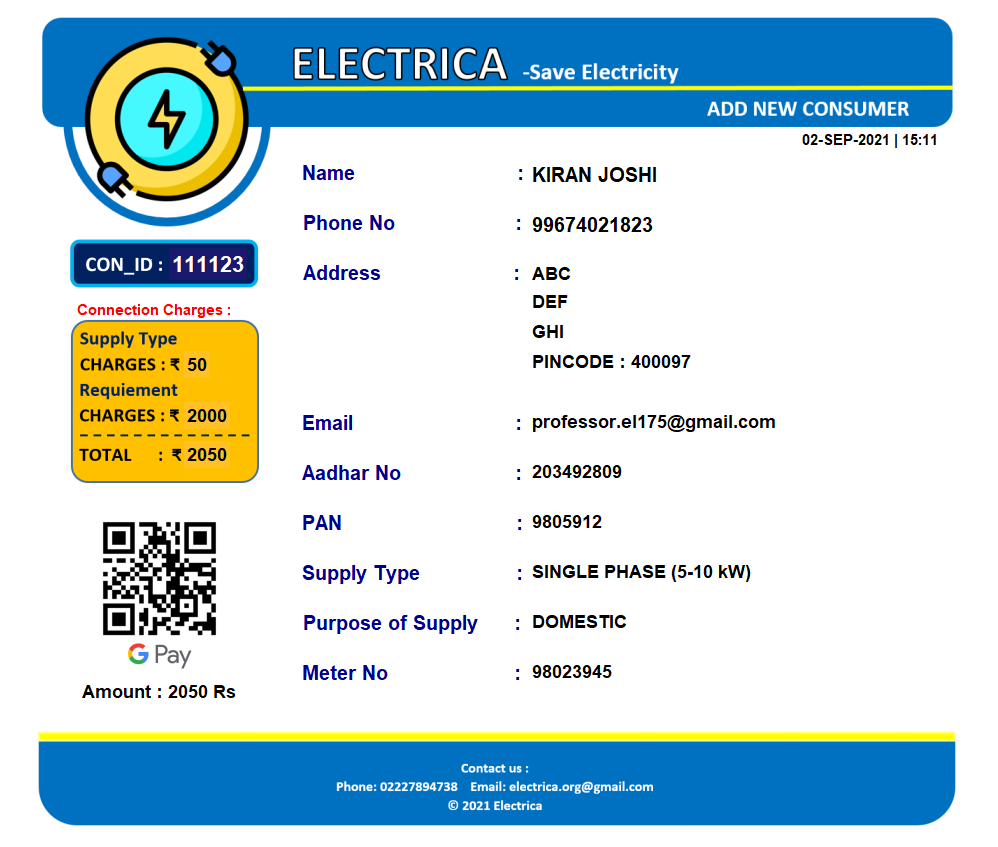 ELECTRICA -Save Electricity
ADD NEW CONSUMER
02-SEP-2021 | 15:11
Name : KIRAN JOSHI
Phone No : 99674021823
CON_ID : 111123
Address : ABC
DEF
GHI
PINCODE : 400097
Connection Charges :
Supply Type
CHARGES : ₹ 50
Requiement
CHARGES : ₹ 2000
TOTAL : ₹ 2050
Email : professor.el175@gmail.com
Aadhar No : 203492809
PAN : 9805912
Supply Type : SINGLE PHASE (5-10 kW)
Purpose of Supply : DOMESTIC
Meter No : 98023945
G Pay
Amount : 2050 Rs
Contact us :
Phone: 02227894738 Email: electrica.org@gmail.com
© 2021 Electrica